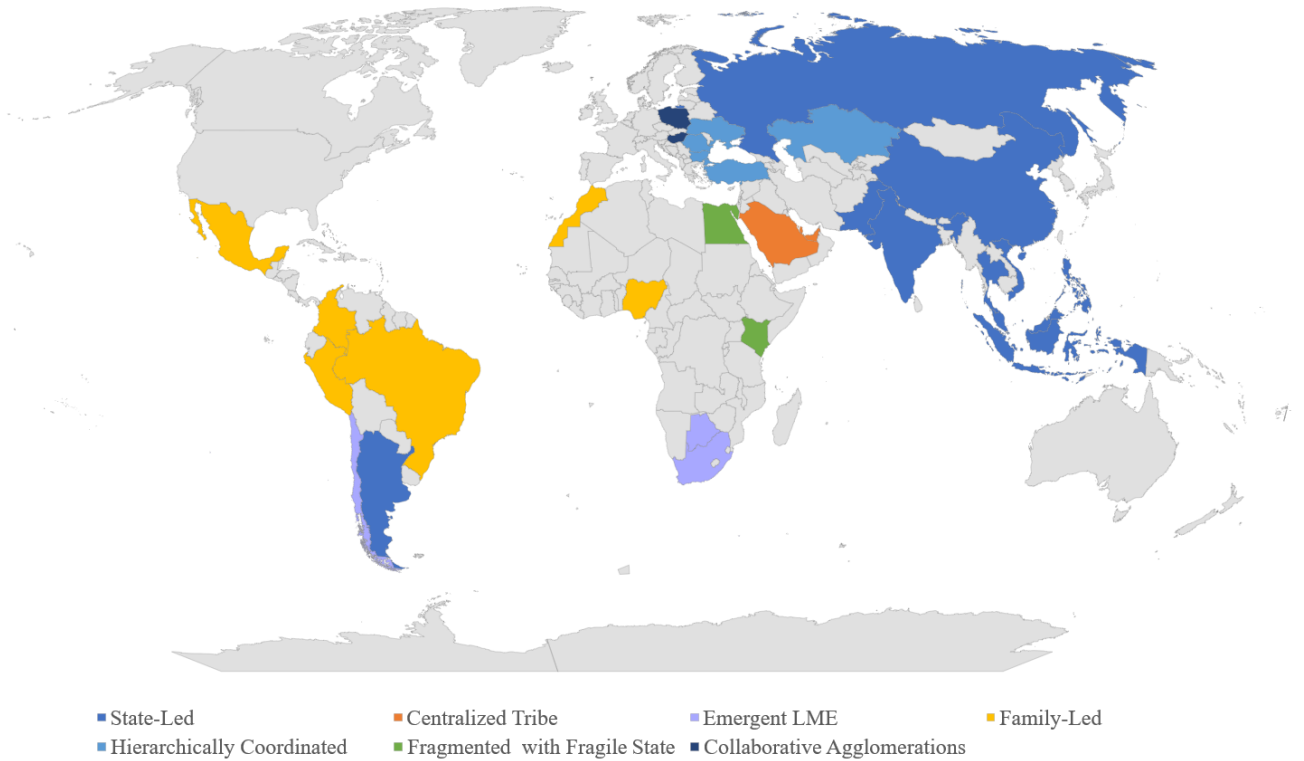 State-Led Centralized Tribe Emergent LME Family-Led
Hierarchically Coordinated Fragmented with Fragile State Collaborative Agglomerations